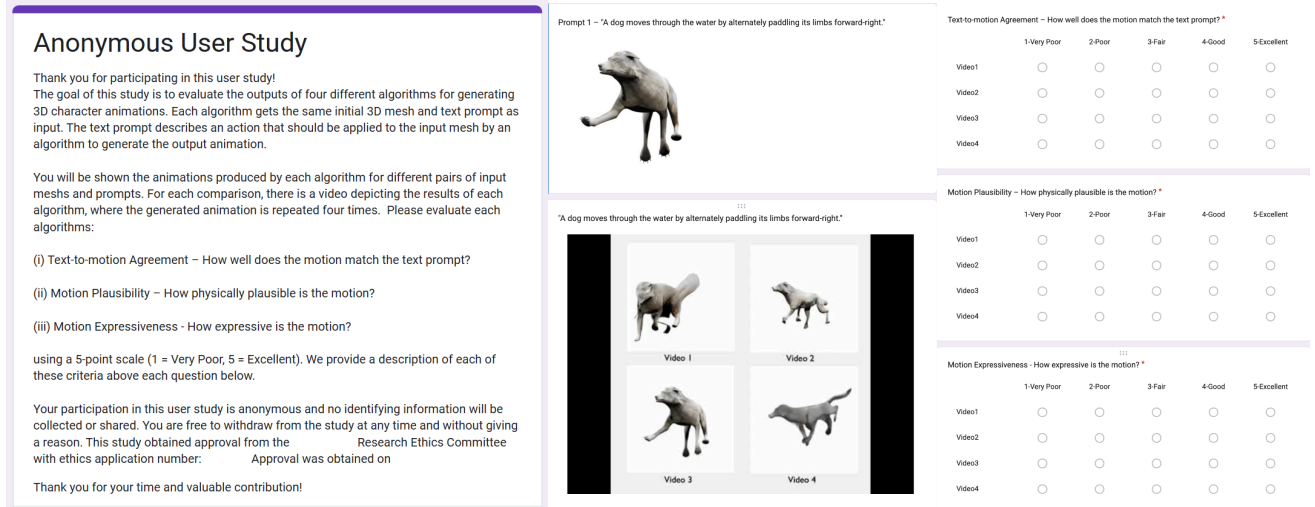 Anonymous User Study
Thank you for participating in this user study!
The goal of this study is to evaluate the outputs of four different algorithms for generating
3D character animations. Each algorithm gets the same initial 3D mesh and text prompt as
input. The text prompt describes an action that should be applied to the input mesh by an
algorithm to generate the output animation.
You will be shown the animations produced by each algorithm for different pairs of input
meshs and prompts. For each comparison, there is a video depicting the results of each
algorithm, where the generated animation is repeated four times. Please evaluate each
algorithms:
(i) Text-to-motion Agreement – How well does the motion match the text prompt?
(ii) Motion Plausibility – How physically plausible is the motion?
(iii) Motion Expressiveness - How expressive is the motion?
using a 5-point scale (1 = Very Poor, 5 = Excellent). We provide a description of each of
these criteria above each question below.
Your participation in this user study is anonymous and no identifying information will be
collected or shared. You are free to withdraw from the study at any time and without giving
a reason. This study obtained approval from the Research Ethics Committee
with ethics application number: Approval was obtained on
Thank you for your time and valuable contribution!
Prompt 1 – "A dog moves through the water by alternately paddling its limbs forward-right."
"A dog moves through the water by alternately paddling its limbs forward-right."
Video 1
Video 2
Video 3
Video 4
Text-to-motion Agreement – How well does the motion match the text prompt? *
1-Very Poor 2-Poor 3-Fair 4-Good 5-Excellent
Video1
Video2
Video3
Video4
Motion Plausibility – How physically plausible is the motion? *
1-Very Poor 2-Poor 3-Fair 4-Good 5-Excellent
Video1
Video2
Video3
Video4
Motion Expressiveness - How expressive is the motion? *
1-Very Poor 2-Poor 3-Fair 4-Good 5-Excellent
Video1
Video2
Video3
Video4